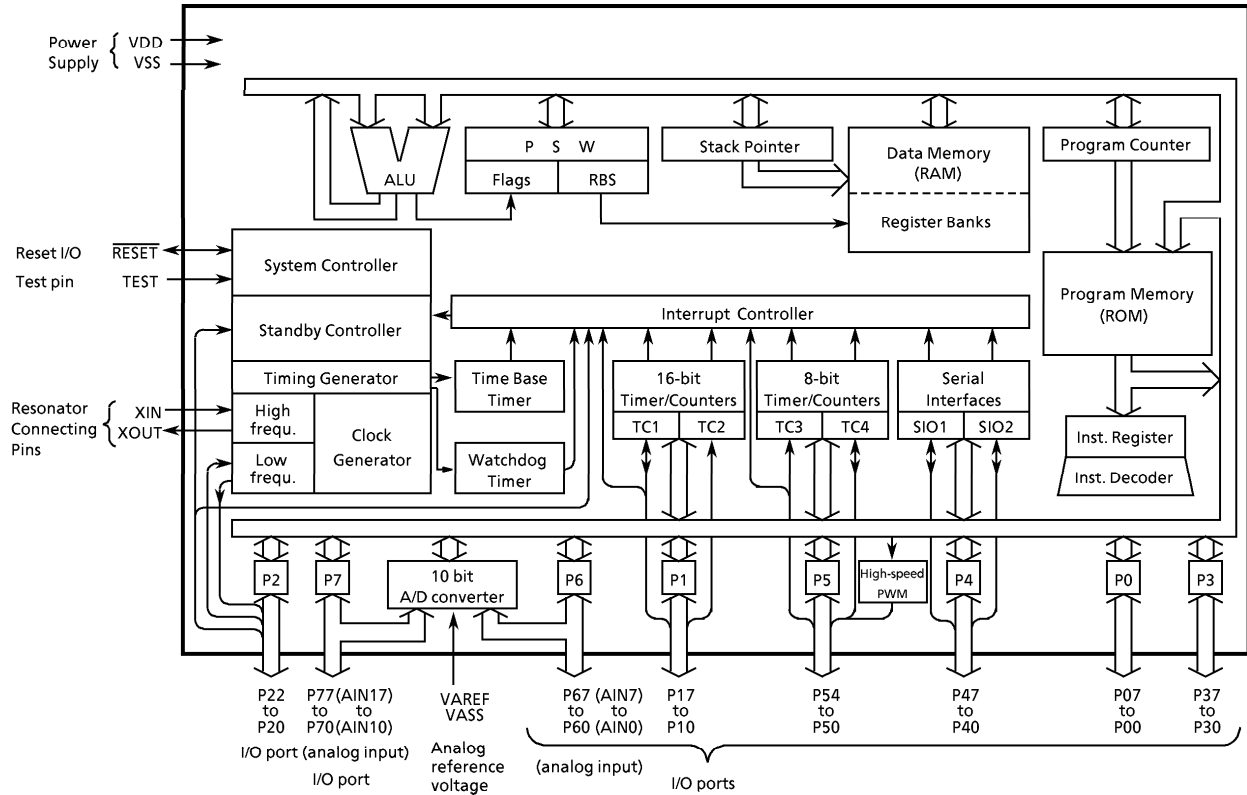 Power
Supply
VDD
VSS
P S W
Flags
RBS
ALU
Stack Pointer
Data Memory
(RAM)
Register Banks
Program Counter
Reset I/O
RESET
Test pin
TEST
System Controller
Standby Controller
Timing Generator
High
frequ.
Low
frequ.
Clock
Generator
Resonator
Connecting
Pins
XIN
XOUT
Interrupt Controller
Time Base
Timer
Watchdog
Timer
16-bit
Timer/Counters
TC1
TC2
8-bit
Timer/Counters
TC3
TC4
Serial
Interfaces
SIO1
SIO2
Program Memory
(ROM)
Inst. Register
Inst. Decoder
P2
P7
10 bit
A/D converter
P6
P1
P5
High-speed
PWM
P4
P0
P3
P22
to
P20
P77 (AIN17)
to to
P70 (AIN10)
VAREF
VASS
P67 (AIN7)
to to
P60 (AIN0)
P17
to
P10
P54
to
P50
P47
to
P40
P07
to
P00
P37
to
P30
I/O port (analog input)
I/O port
Analog
reference
voltage
(analog input)
I/O ports